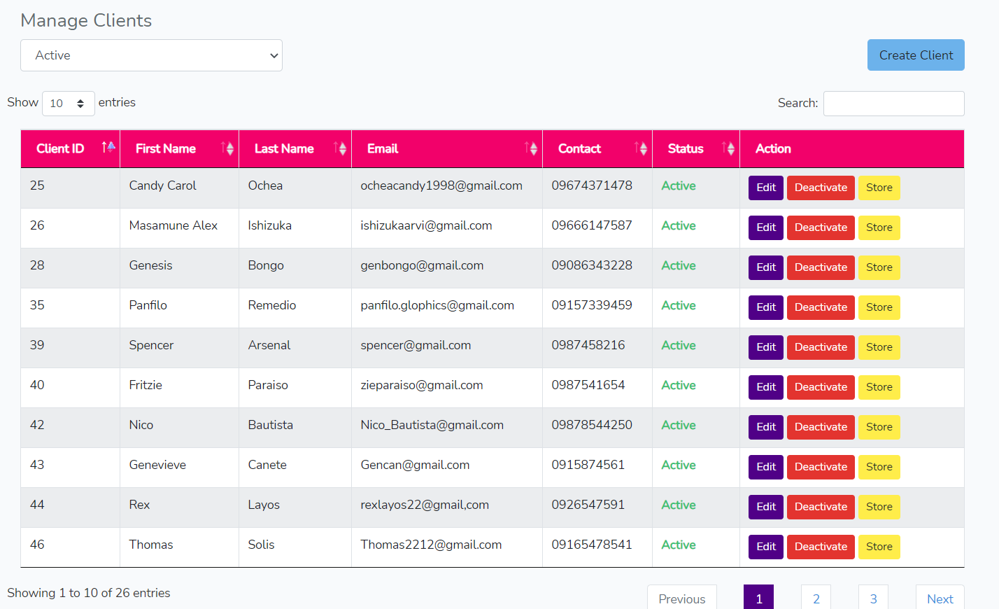 Manage Clients
Active
Create Client
Show 10 entries
Search:
Client ID First Name Last Name Email Contact Status Action
25 Candy Carol Ochea ocheacandy1998@gmail.com 09674371478 Active Edit Deactivate Store
26 Masamune Alex Ishizuka ishizukaarvi@gmail.com 09666147587 Active Edit Deactivate Store
28 Genesis Bongo genbongo@gmail.com 09086343228 Active Edit Deactivate Store
35 Panfilo Remedio panfilo.glophics@gmail.com 09157339459 Active Edit Deactivate Store
39 Spencer Arsenal spencer@gmail.com 0987458216 Active Edit Deactivate Store
40 Fritzie Paraiso zieparaiso@gmail.com 0987541654 Active Edit Deactivate Store
42 Nico Bautista Nico_Bautista@gmail.com 09878544250 Active Edit Deactivate Store
43 Genevieve Canete Gencan@gmail.com 0915874561 Active Edit Deactivate Store
44 Rex Layos rexlayos22@gmail,com 0926547591 Active Edit Deactivate Store
46 Thomas Solis Thomas2212@gmail.com 09165478541 Active Edit Deactivate Store
Showing 1 to 10 of 26 entries
Previous 1 2 3 Next